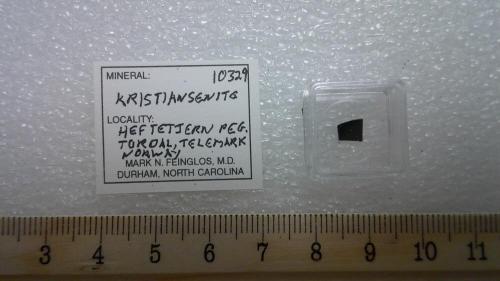 MINERAL: 10329
KRISTIANSENITE
LOCALITY:
HEFTETJERN PEG.
TORDAL, TELEMARK
NORWAY
MARK N. FEINGLOS, M.D.
DURHAM, NORTH CAROLINA
3 4 5 6 7 8 9 10 11